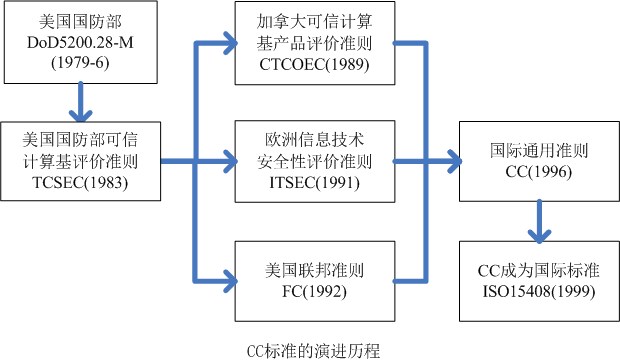 美国国防部
DoD5200.28-M
(1979-6)
美国国防部可信
计算基评价准则
TCSEC(1983)
加拿大可信计算
基产品评价准则
CTCOEC(1989)
欧洲信息技术
安全性评价准则
ITSEC(1991)
美国联邦准则
FC(1992)
国际通用准则
CC(1996)
CC成为国际标准
ISO15408(1999)
CC标准的演进历程